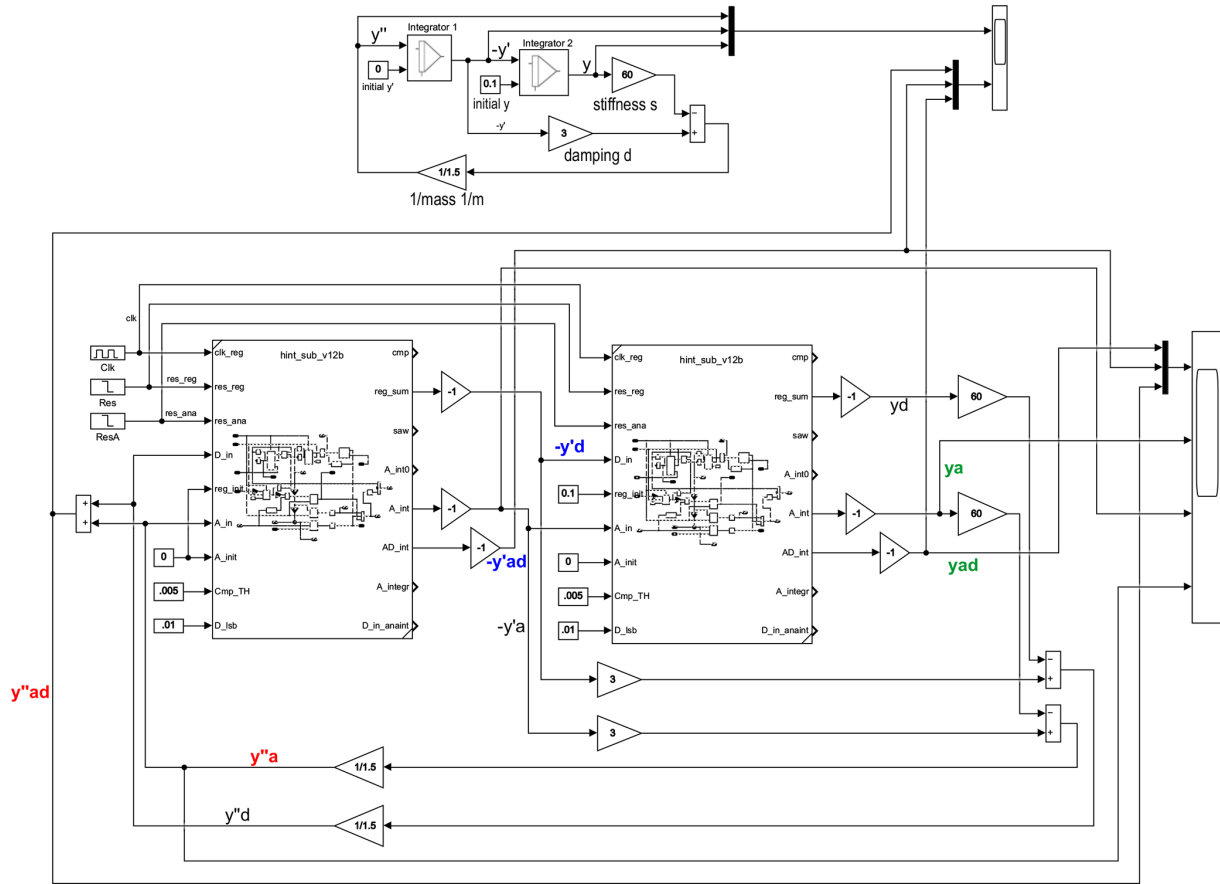 Integrator 1
y"
-y'
Integrator 2
0
initial y'
y
0.1
initial y
60
stiffness s
−
+
-y'
3
damping d
1/1.5
1/mass 1/m
clk
Clk
res_reg
Res
res_ana
ResA
hint_sub_v12b
clk_reg
res_reg
res_ana
D_in
reg_init
A_in
A_init
Cmp_TH
D_lsb
cmp
reg_sum
saw
A_int0
A_int
AD_int
A_integr
D_in_anaint
0
.005
.01
-1
-1
-1
-y'd
-y'ad
-y'a
hint_sub_v12b
clk_reg
res_reg
res_ana
D_in
reg_init
A_in
A_init
Cmp_TH
D_lsb
cmp
reg_sum
saw
A_int0
A_int
AD_int
A_integr
D_in_anaint
0.1
0
.005
.01
-1
yd
60
ya
-1
60
-1
yad
+
+
3
−
+
3
−
+
y"ad
y"a
1/1.5
y"d
1/1.5